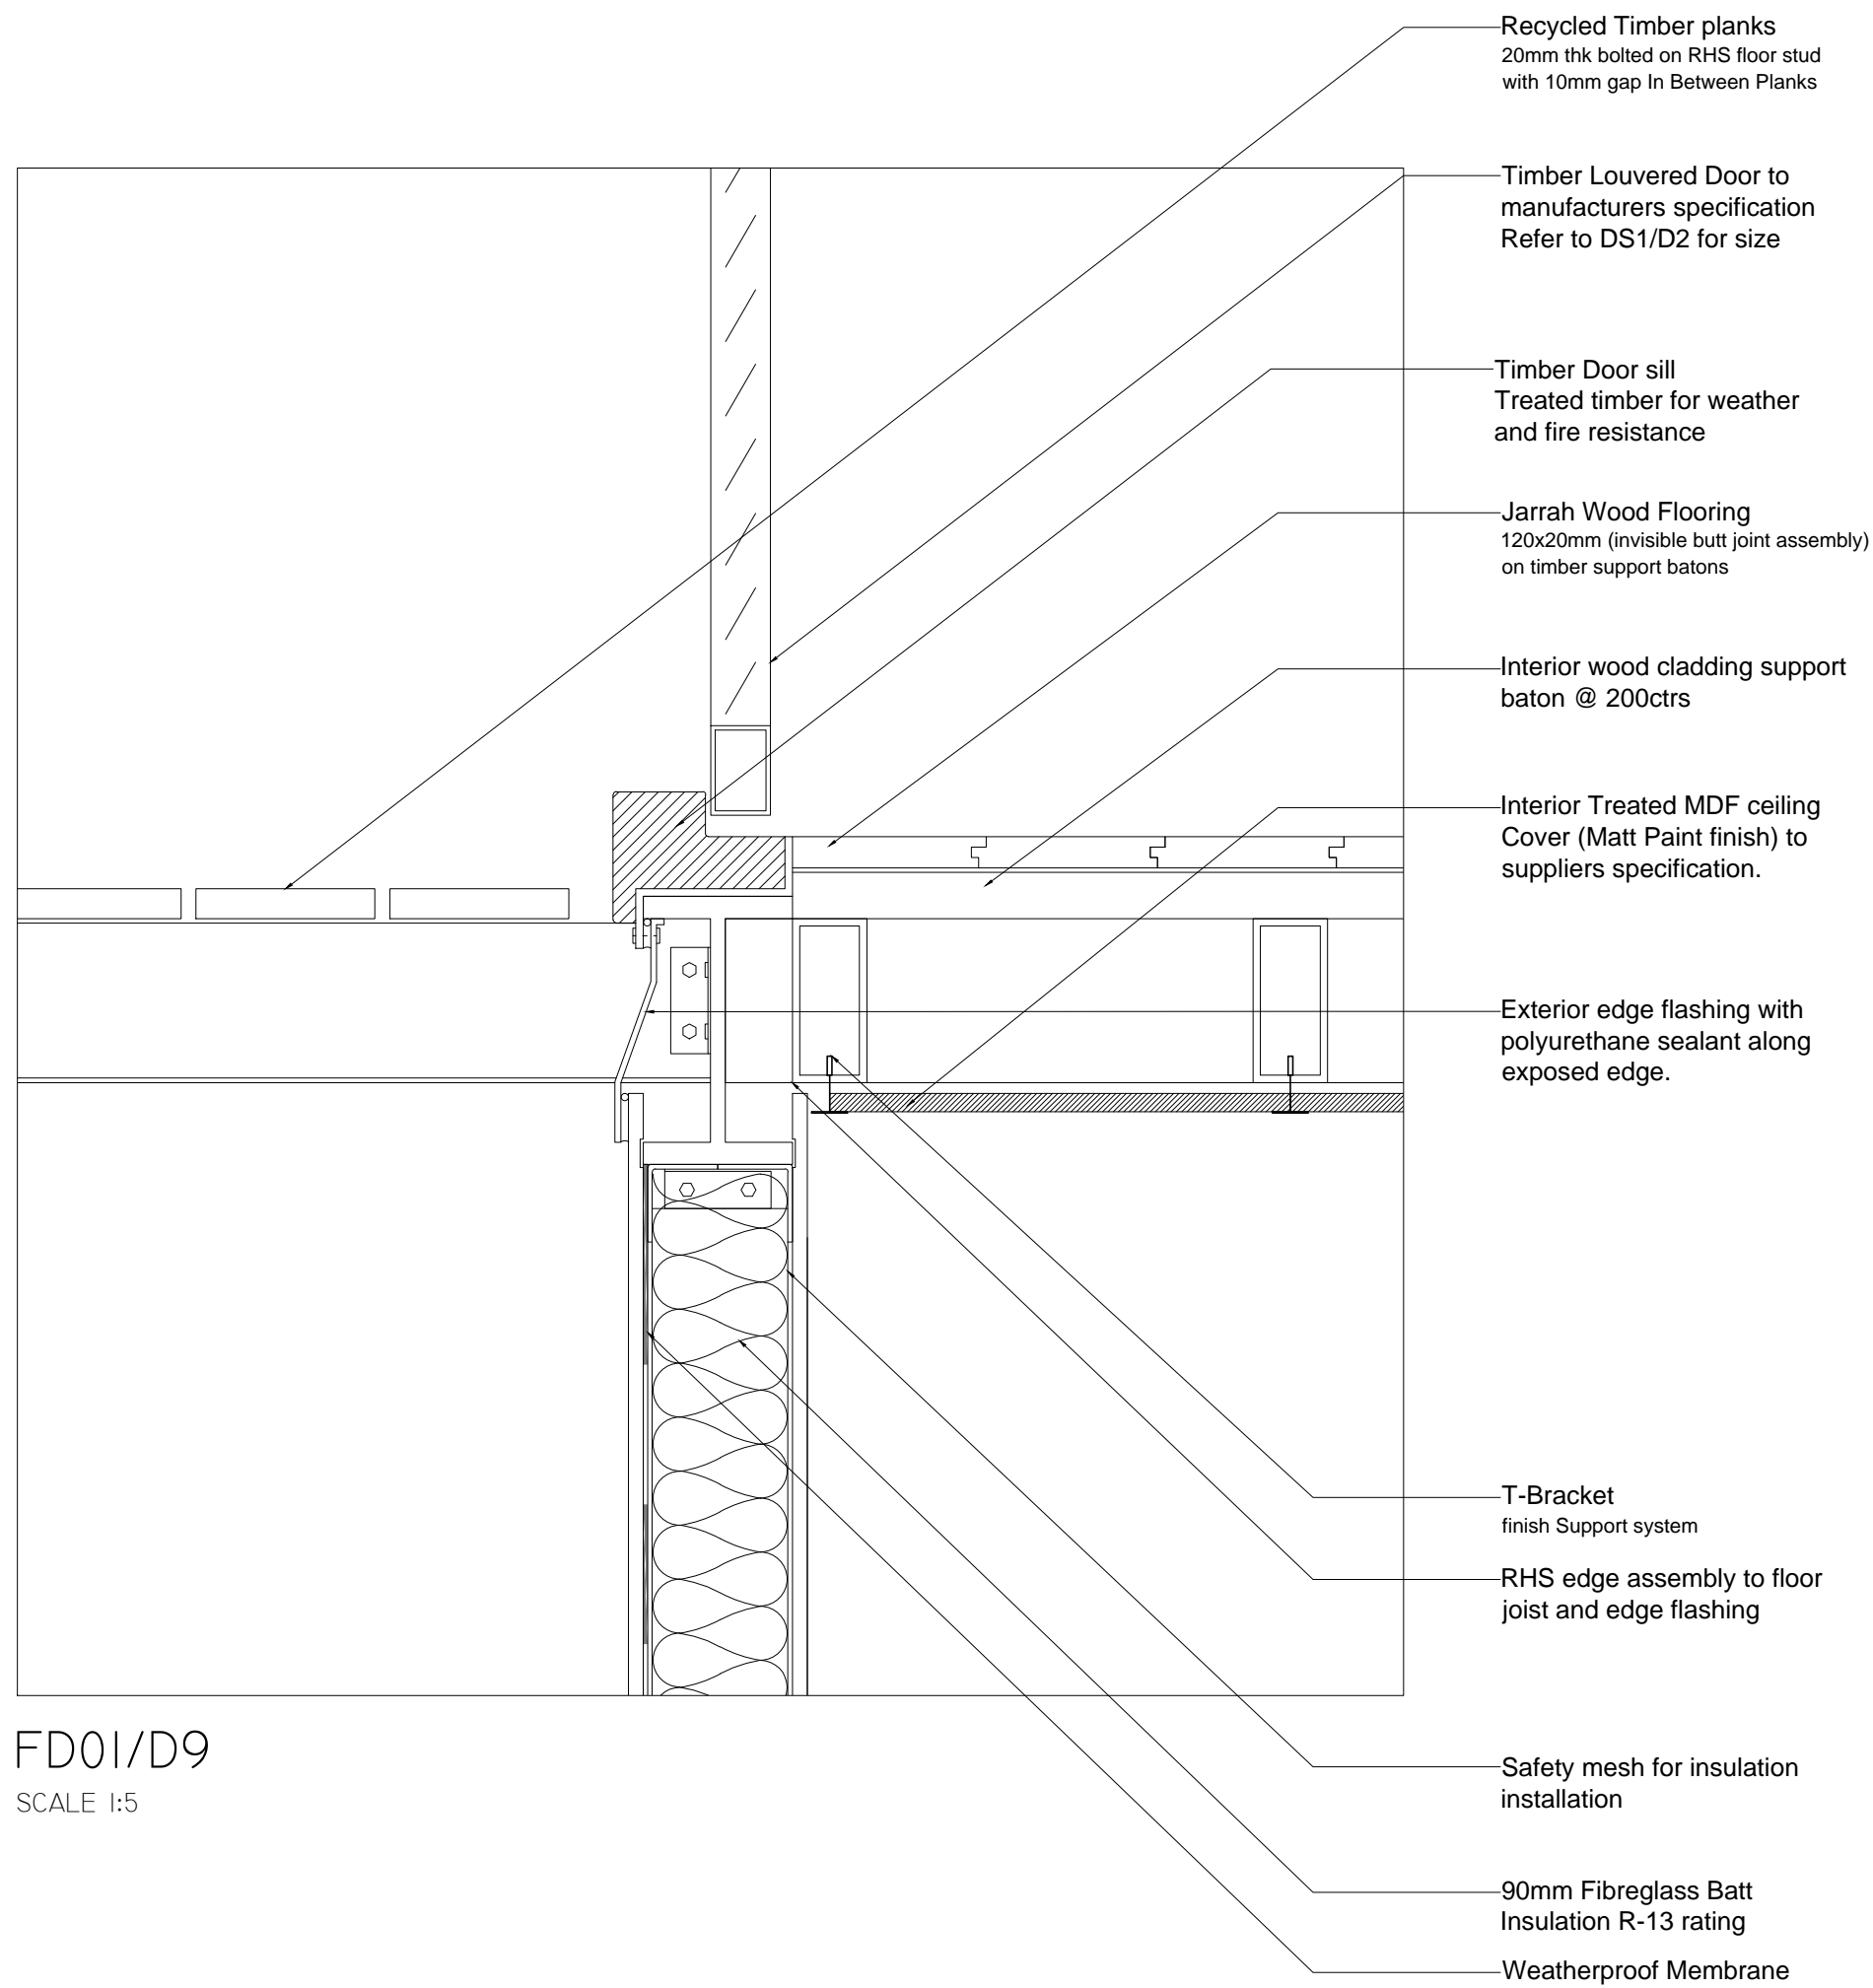 Recycled Timber planks
20mm thk bolted on RHS floor stud
with 10mm gap In Between Planks
Timber Louvered Door to
manufacturers specification
Refer to DS1/D2 for size
Timber Door sill
Treated timber for weather
and fire resistance
Jarrah Wood Flooring
120x20mm (invisible butt joint assembly)
on timber support batons
Interior wood cladding support
baton @ 200ctrs
Interior Treated MDF ceiling
Cover (Matt Paint finish) to
suppliers specification.
Exterior edge flashing with
polyurethane sealant along
exposed edge.
T-Bracket
finish Support system
RHS edge assembly to floor
joist and edge flashing
Safety mesh for insulation
installation
90mm Fibreglass Batt
Insulation R-13 rating
Weatherproof Membrane
FD01/D9
SCALE 1:5